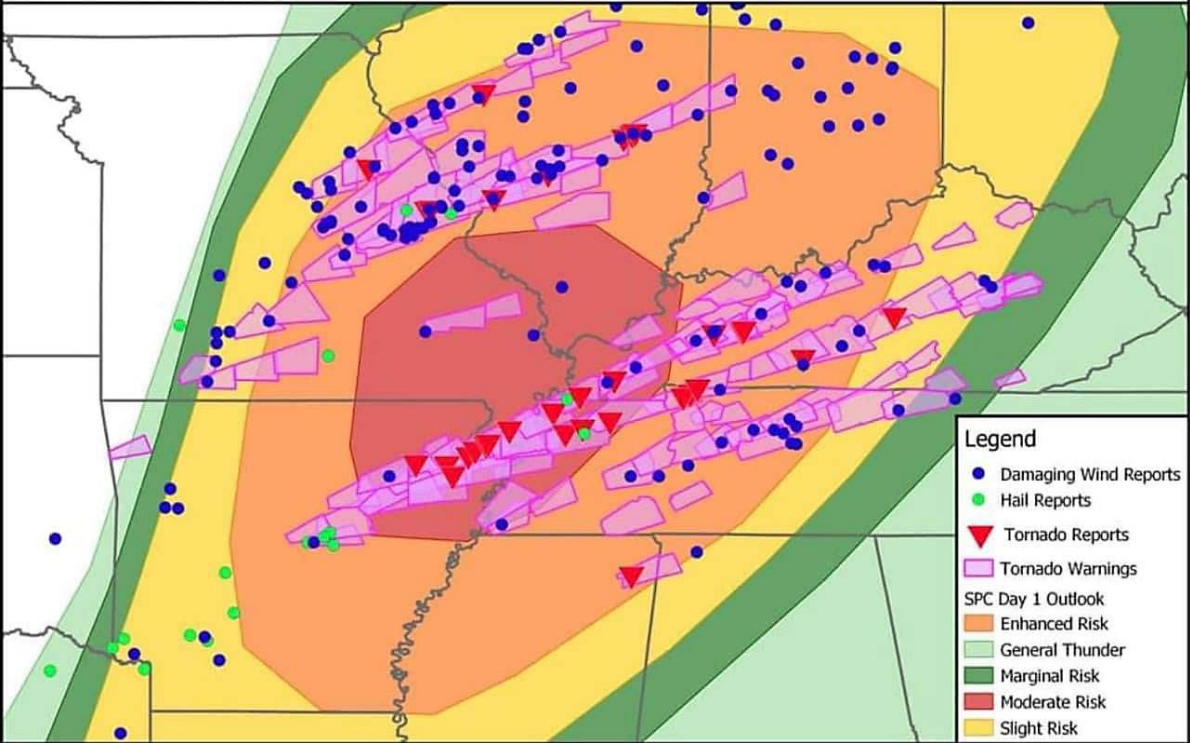 Legend
Damaging Wind Reports
Hail Reports
Tornado Reports
Tornado Warnings
SPC Day 1 Outlook
Enhanced Risk
General Thunder
Marginal Risk
Moderate Risk
Slight Risk